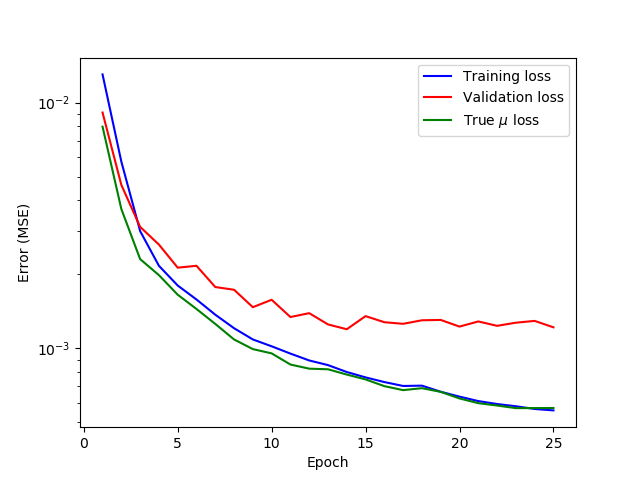 Training loss
Validation loss
True μ loss
10⁻²
10⁻³
Error (MSE)
0 5 10 15 20 25
Epoch